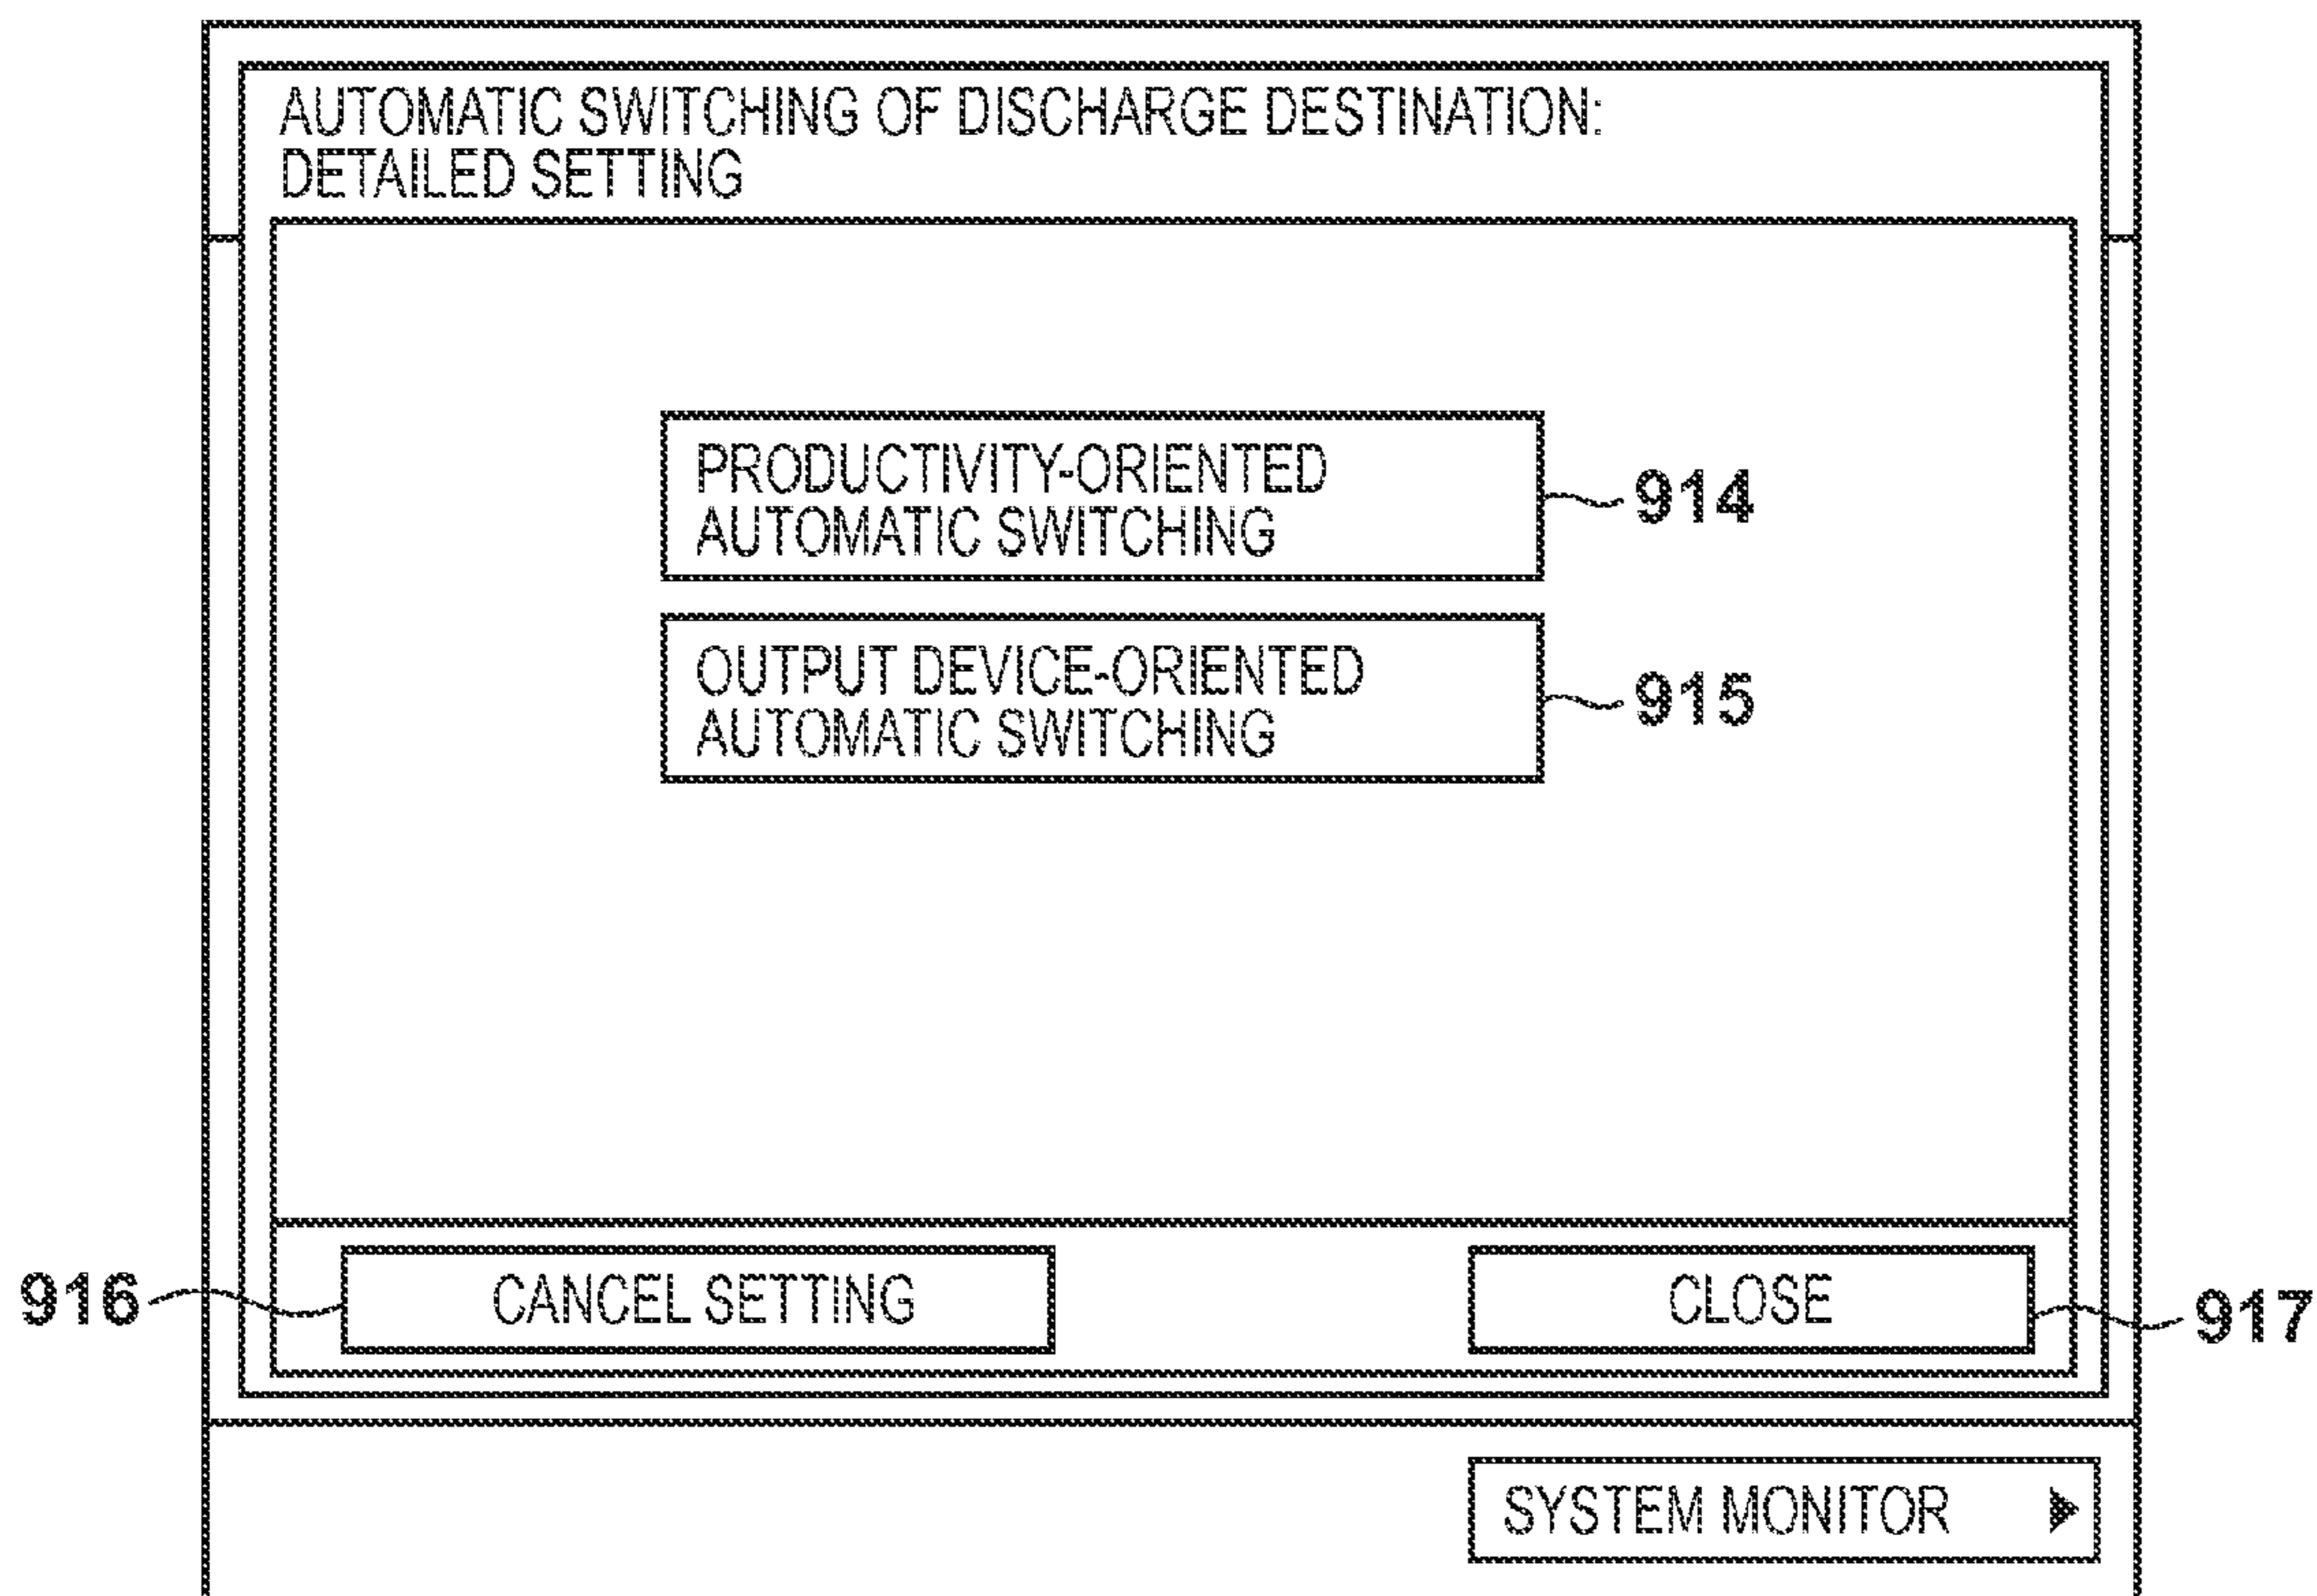 AUTOMATIC SWITCHING OF DISCHARGE DESTINATION:
DETAILED SETTING
PRODUCTIVITY-ORIENTED
AUTOMATIC SWITCHING
914
OUTPUT DEVICE-ORIENTED
AUTOMATIC SWITCHING
915
916
CANCEL SETTING
CLOSE
917
SYSTEM MONITOR